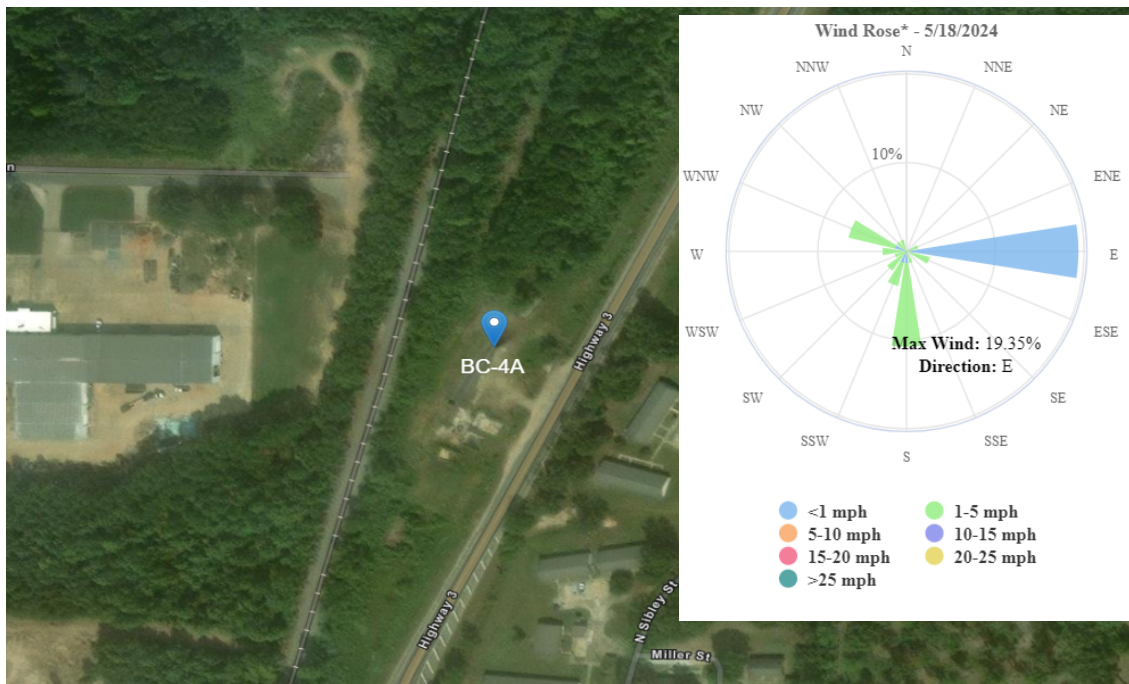 Wind Rose* - 5/18/2024
N
NNW
NNE
NW
NE
10%
WNW
ENE
n
W
E
BC-4A
Highway 3
WSW
ESE
Max Wind: 19.35%
Direction: E
SW
SE
SSW
SSE
S
<1 mph
1-5 mph
5-10 mph
10-15 mph
15-20 mph
20-25 mph
>25 mph
Highway 3
N Sibley St
Miller St